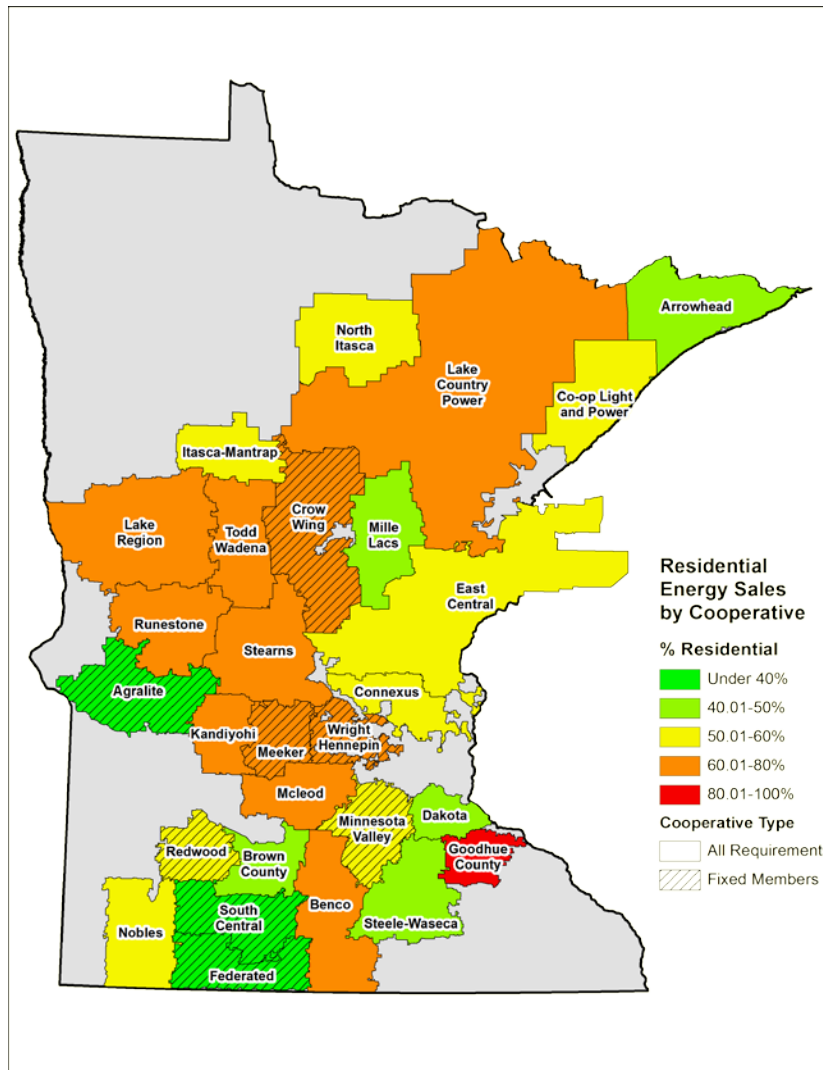 North
Itasca
Arrowhead
Lake
Country
Power
Co-op Light
and Power
Itasca-Mantrap
Crow
Wing
Lake
Region
Todd
Wadena
Mille
Lacs
East
Central
Runestone
Stearns
Agralite
Connexus
Kandiyohi
Meeker
Wright
Hennepin
Mcleod
Minnesota
Valley
Dakota
Redwood
Brown
County
Goodhue
County
South
Central
Benco
Steele-Waseca
Nobles
Federated
Residential
Energy Sales
by Cooperative
% Residential
Under 40%
40.01-50%
50.01-60%
60.01-80%
80.01-100%
Cooperative Type
All Requirement
Fixed Members